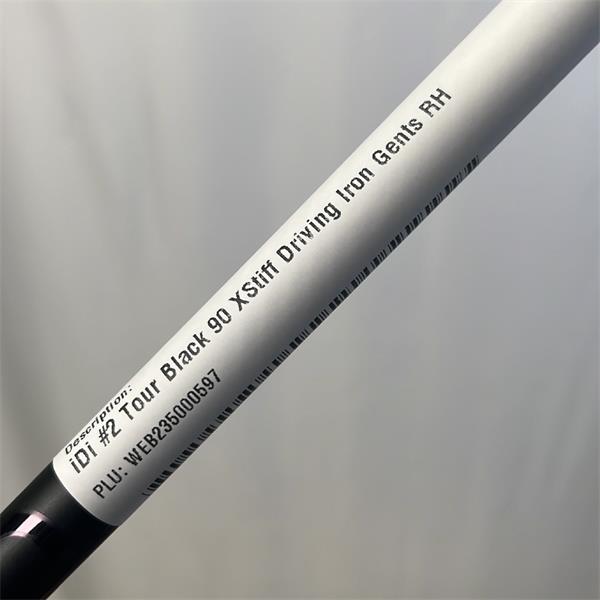 Description:
iDi #2 Tour Black 90 XStiff Driving Iron Gents RH
PLU: WEB235000597